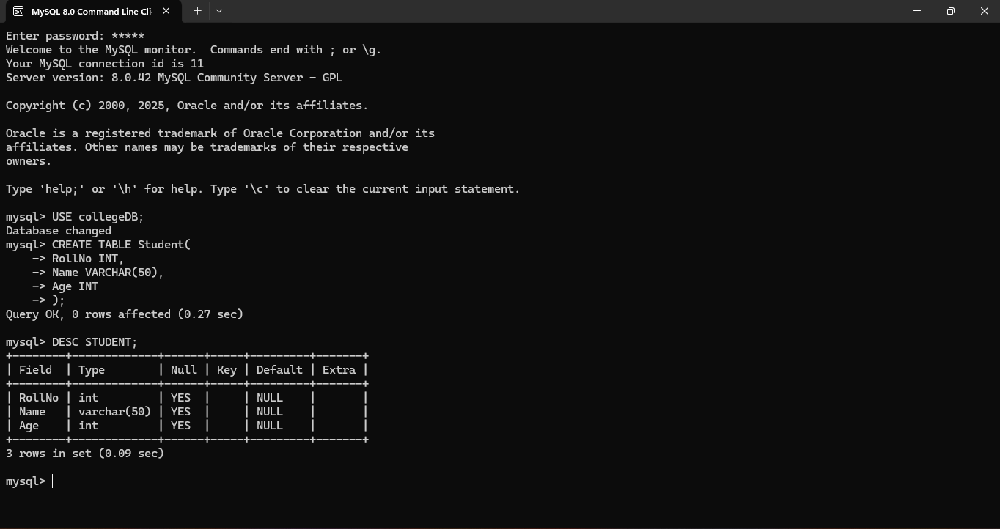 MySQL 8.0 Command Line Cli
Enter password: *****
Welcome to the MySQL monitor.  Commands end with ; or \g.
Your MySQL connection id is 11
Server version: 8.0.42 MySQL Community Server - GPL

Copyright (c) 2000, 2025, Oracle and/or its affiliates.

Oracle is a registered trademark of Oracle Corporation and/or its
affiliates. Other names may be trademarks of their respective
owners.

Type 'help;' or '\h' for help. Type '\c' to clear the current input statement.

mysql> USE collegeDB;
Database changed
mysql> CREATE TABLE Student(
    -> RollNo INT,
    -> Name VARCHAR(50),
    -> Age INT
    -> );
Query OK, 0 rows affected (0.27 sec)

mysql> DESC STUDENT;
+--------+-------------+------+-----+---------+-------+
| Field  | Type        | Null | Key | Default | Extra |
+--------+-------------+------+-----+---------+-------+
| RollNo | int         | YES  |     | NULL    |       |
| Name   | varchar(50) | YES  |     | NULL    |       |
| Age    | int         | YES  |     | NULL    |       |
+--------+-------------+------+-----+---------+-------+
3 rows in set (0.09 sec)

mysql>